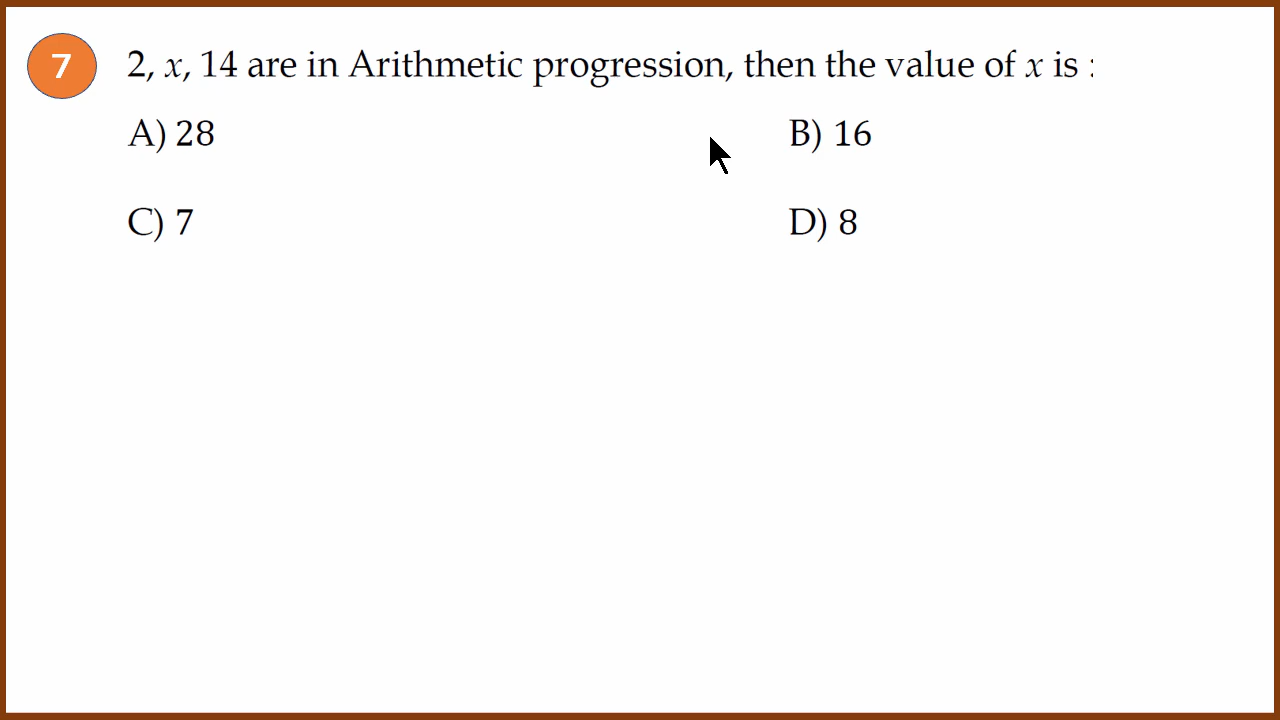 7 2, x, 14 are in Arithmetic progression, then the value of x is :
A) 28 B) 16
C) 7 D) 8